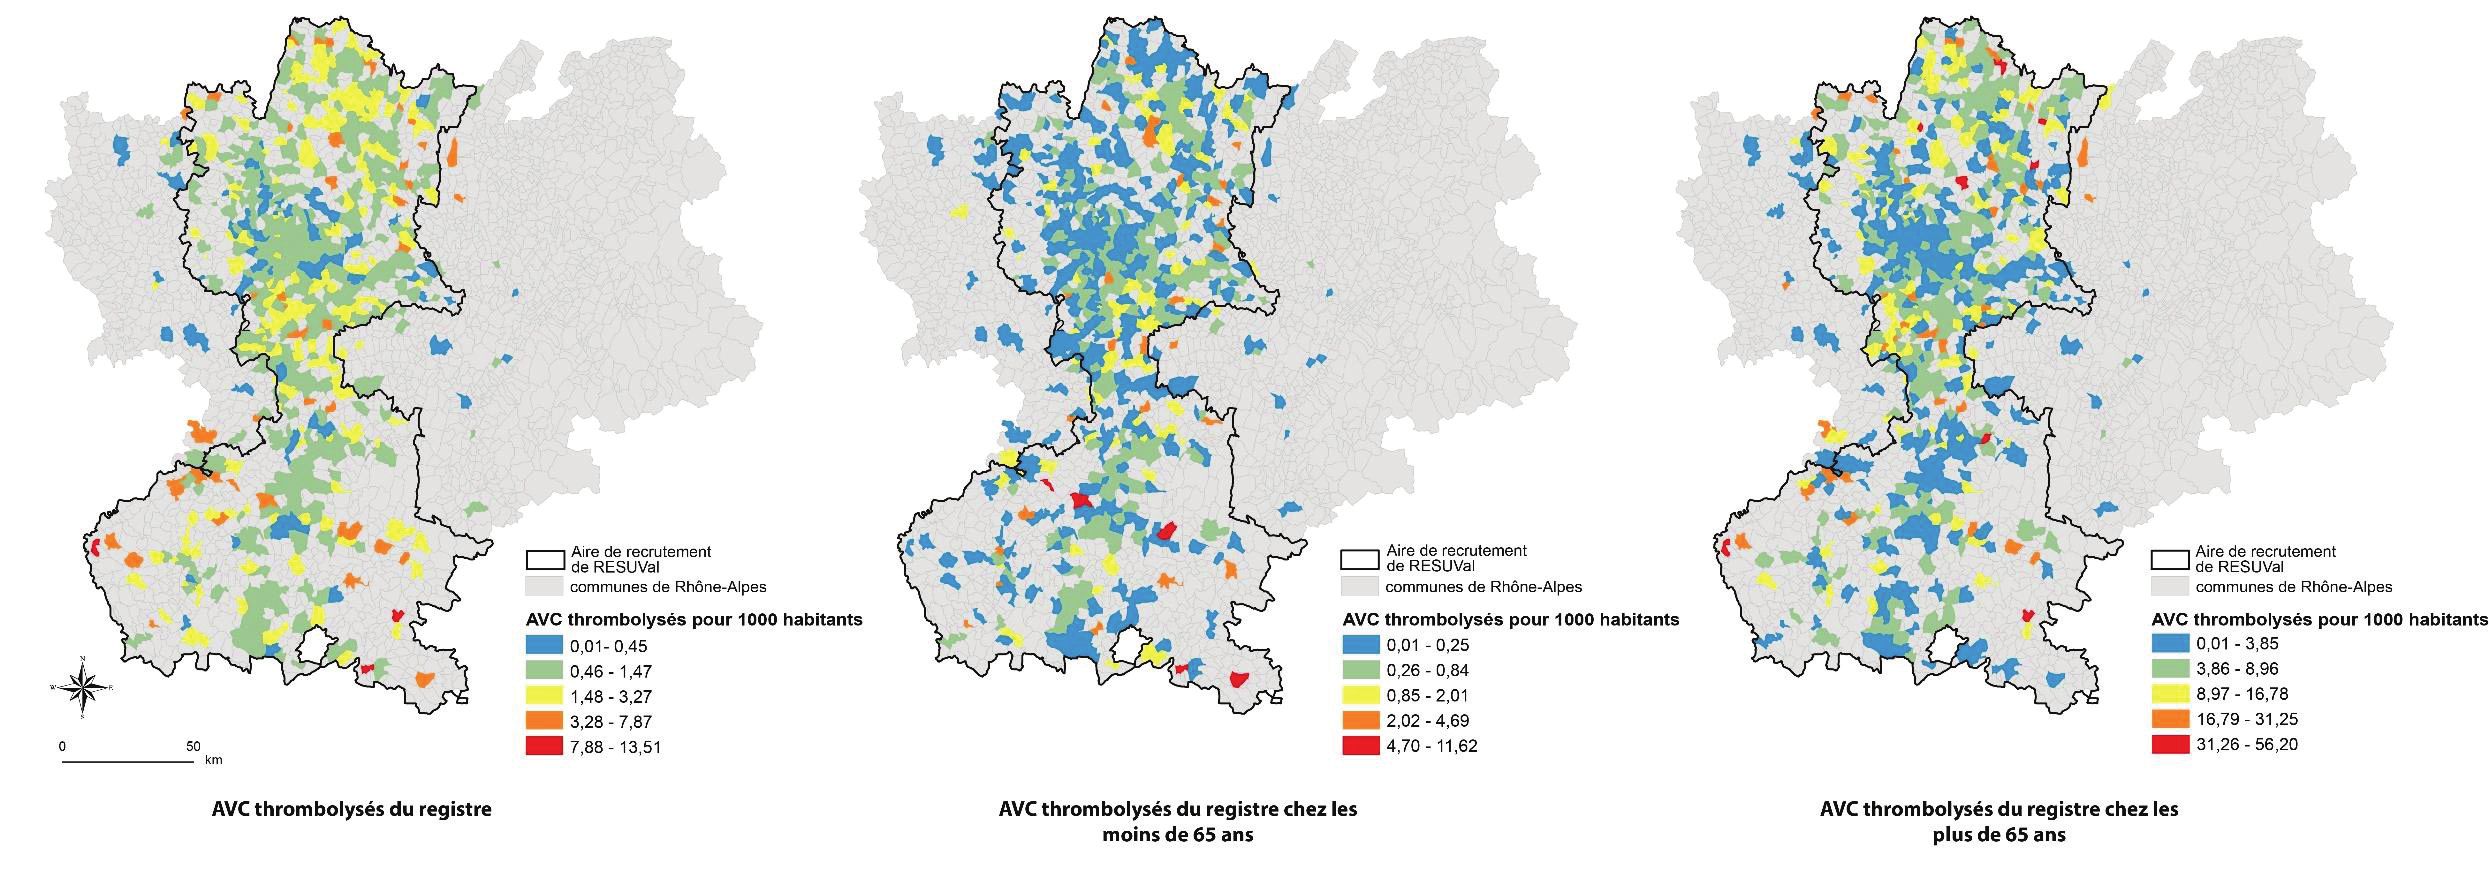 Aire de recrutement
de RESUVal
communes de Rhône-Alpes
AVC thrombolysés pour 1000 habitants
0,01- 0,45
0,46 - 1,47
1,48 - 3,27
3,28 - 7,87
7,88 - 13,51
N
W
E
S
0
50
km
AVC thrombolysés du registre
Aire de recrutement
de RESUVal
communes de Rhône-Alpes
AVC thrombolysés pour 1000 habitants
0,01 - 0,25
0,26 - 0,84
0,85 - 2,01
2,02 - 4,69
4,70 - 11,62
AVC thrombolysés du registre chez les
moins de 65 ans
Aire de recrutement
de RESUVal
communes de Rhône-Alpes
AVC thrombolysés pour 1000 habitants
0,01 - 3,85
3,86 - 8,96
8,97 - 16,78
16,79 - 31,25
31,26 - 56,20
AVC thrombolysés du registre chez les
plus de 65 ans